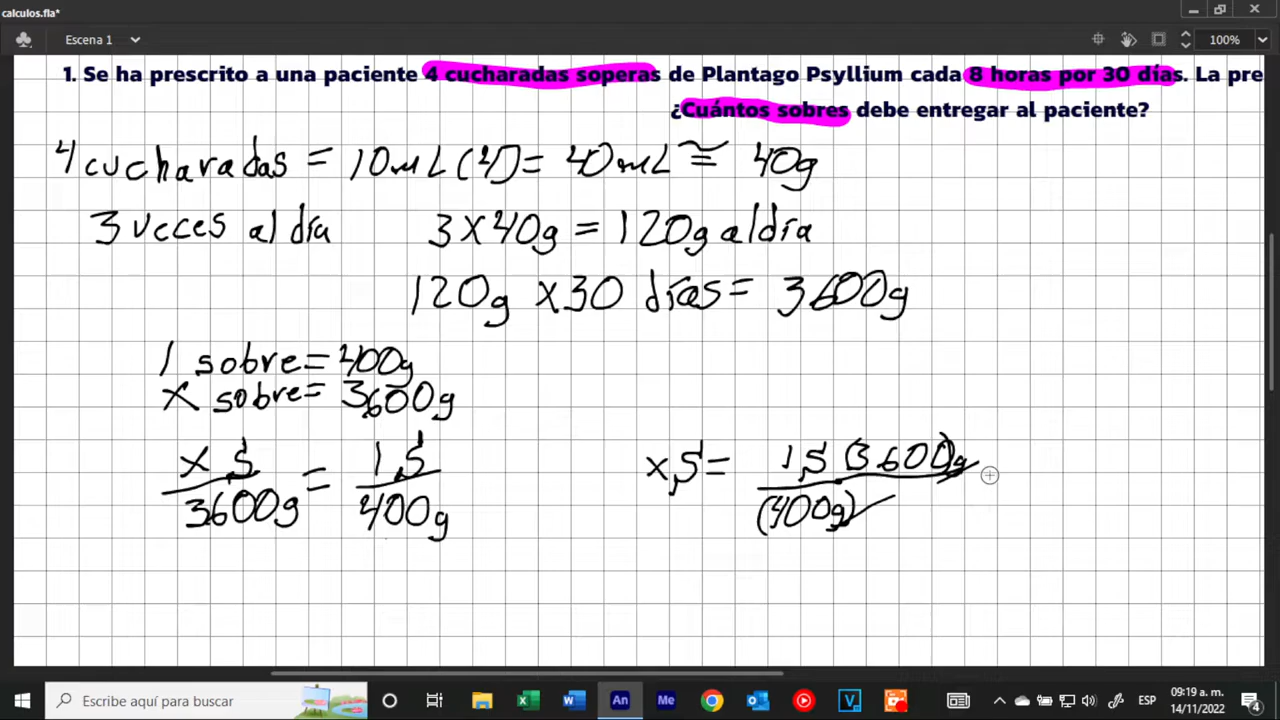 calculos.fla*
Escena 1
100%
1. Se ha prescrito a una paciente 4 cucharadas soperas de Plantago Psyllium cada 8 horas por 30 días. La pre
¿Cuántos sobres debe entregar al paciente?
4 cucharadas = 10mL (4) = 40mL ≅ 40g
3 veces al día 3 x 40g = 120g al día
120g x 30 días = 3600g
1 sobre = 400g
x sobre = 3600g
x S = 1 S x S = 1 S (3600g
3600g 400g (400g)
Escribe aquí para buscar
An
Me
ESP
09:19 a. m.
14/11/2022
4